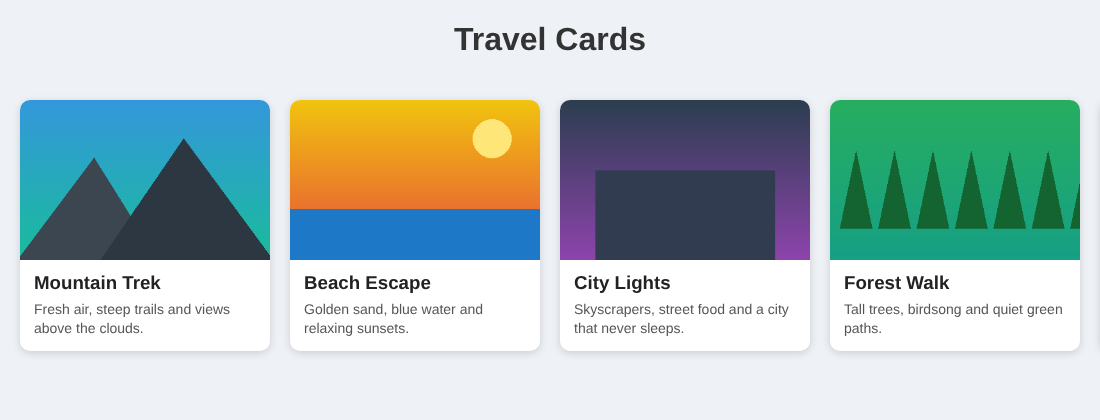 Travel Cards
Mountain Trek
Fresh air, steep trails and views
above the clouds.
Beach Escape
Golden sand, blue water and
relaxing sunsets.
City Lights
Skyscrapers, street food and a city
that never sleeps.
Forest Walk
Tall trees, birdsong and quiet green
paths.